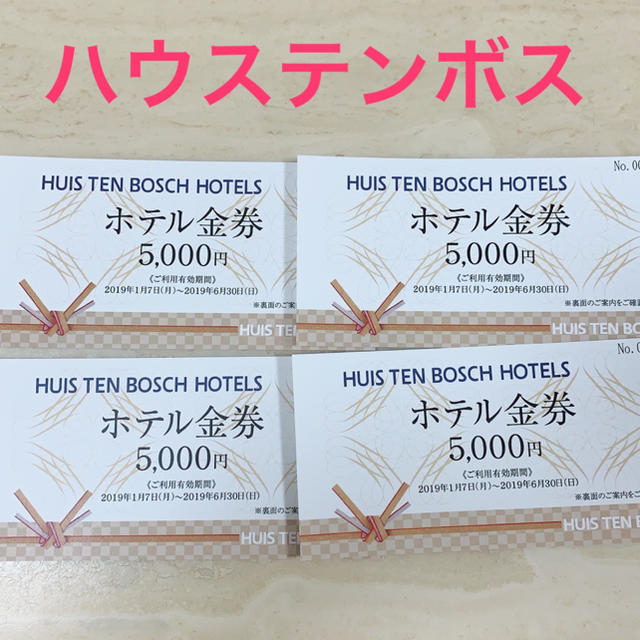 ハウステンボス
HUIS TEN BOSCH HOTELS
ホテル金券
5,000円
《ご利用有効期間》
2019年1月7日(月)～2019年6月30日(日)
※裏面のご案
HUIS TEN
No.00
HUIS TEN BOSCH HOTELS
ホテル金券
5,000円
《ご利用有効期間》
2019年1月7日(月)～2019年6月30日(日)
※裏面のご案内をご確認
HUIS TEN BO
HUIS TEN BOSCH HOTELS
ホテル金券
5,000円
《ご利用有効期間》
2019年1月7日(月)～2019年6月30日(日)
※裏面のご案
HUIS TEN
No.0
HUIS TEN BOSCH HOTELS
ホテル金券
5,000円
《ご利用有効期間》
2019年1月7日(月)～2019年6月30日(日)
※裏面のご案内をご
HUIS TEN